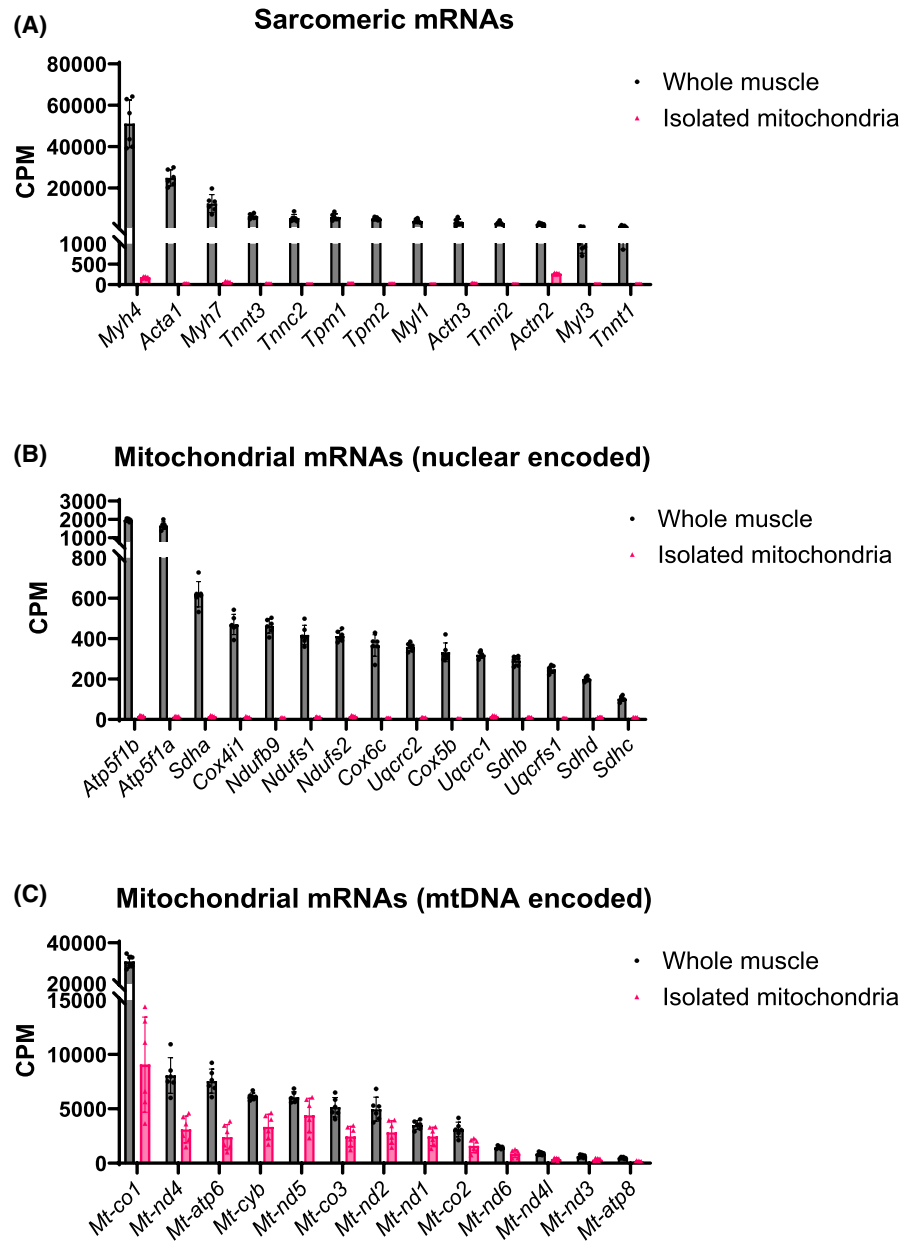 (A)
Sarcomeric mRNAs
CPM
80000
60000
40000
20000
1000
500
0
Whole muscle
Isolated mitochondria
Myh4 Acta1 Myh7 Tnnt3 Tnnc2 Tpm1 Tpm2 Myl1 Actn3 Tnni2 Actn2 Myl3 Tnnt1
(B)
Mitochondrial mRNAs (nuclear encoded)
CPM
3000
2000
1000
800
600
400
200
0
Whole muscle
Isolated mitochondria
Atp5f1b Atp5f1a Sdha Cox4i1 Ndufb9 Ndufs1 Ndufs2 Cox6c Uqcrc2 Cox5b Uqcrc1 Sdhb Uqcrfs1 Sdhd Sdhc
(C)
Mitochondrial mRNAs (mtDNA encoded)
CPM
40000
20000
15000
10000
5000
0
Whole muscle
Isolated mitochondria
Mt-co1 Mt-nd4 Mt-atp6 Mt-cyb Mt-nd5 Mt-co3 Mt-nd2 Mt-nd1 Mt-co2 Mt-nd6 Mt-nd4l Mt-nd3 Mt-atp8